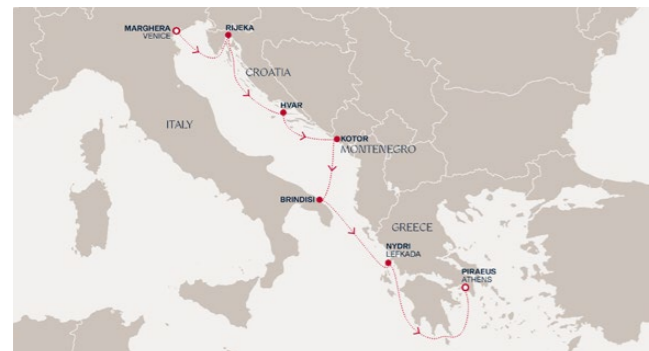 MARGHERA
VENICE
RIJEKA
CROATIA
HVAR
ITALY
KOTOR
MONTENEGRO
BRINDISI
GREECE
NYDRI
LEFKADA
PIRAEUS
ATHENS